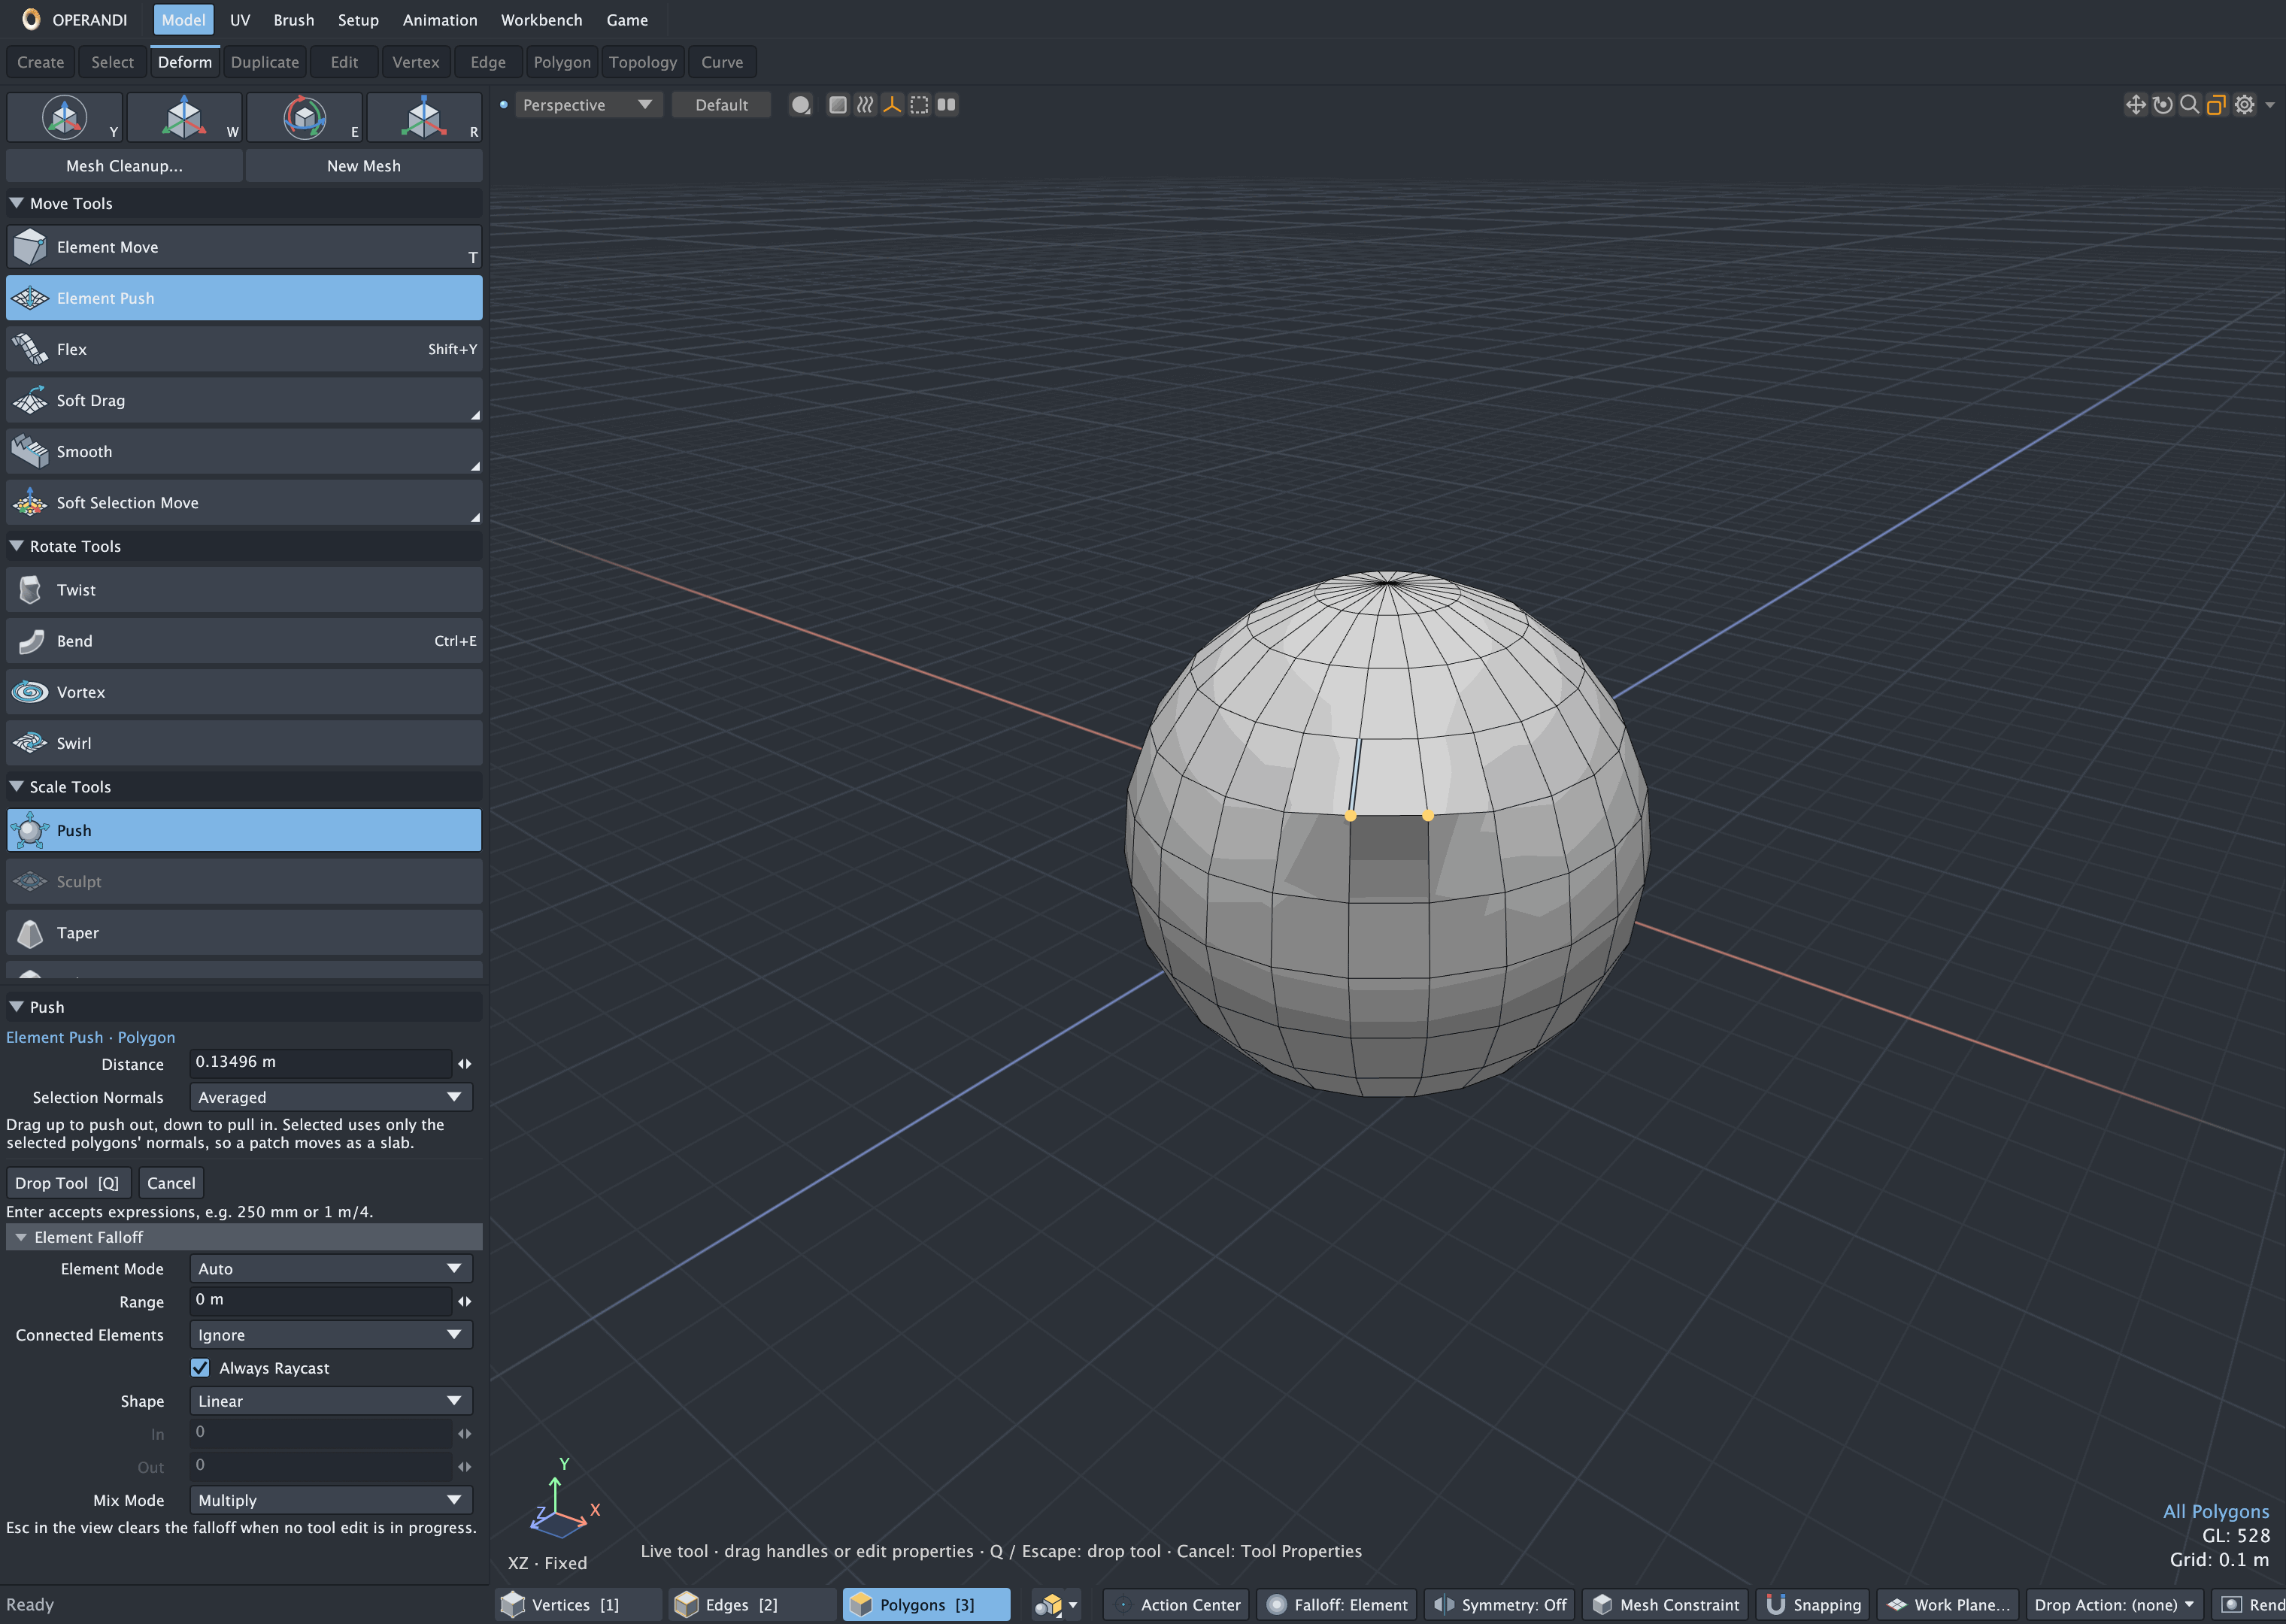 OPERANDI Model UV Brush Setup Animation Workbench Game
Create Select Deform Duplicate Edit Vertex Edge Polygon Topology Curve
Y W E R
Mesh Cleanup... New Mesh
Move Tools
Element Move T
Element Push
Flex Shift+Y
Soft Drag
Smooth
Soft Selection Move
Rotate Tools
Twist
Bend Ctrl+E
Vortex
Swirl
Scale Tools
Push
Sculpt
Taper
Push
Element Push · Polygon
Distance 0.13496 m
Selection Normals Averaged
Drag up to push out, down to pull in. Selected uses only the
selected polygons' normals, so a patch moves as a slab.
Drop Tool [Q] Cancel
Enter accepts expressions, e.g. 250 mm or 1 m/4.
Element Falloff
Element Mode Auto
Range 0 m
Connected Elements Ignore
Always Raycast
Shape Linear
In 0
Out 0
Mix Mode Multiply
Esc in the view clears the falloff when no tool edit is in progress.
Perspective Default
Y
Z X
XZ · Fixed
Live tool · drag handles or edit properties · Q / Escape: drop tool · Cancel: Tool Properties
All Polygons
GL: 528
Grid: 0.1 m
Ready Vertices [1] Edges [2] Polygons [3] Action Center Falloff: Element Symmetry: Off Mesh Constraint Snapping Work Plane... Drop Action: (none) Rend